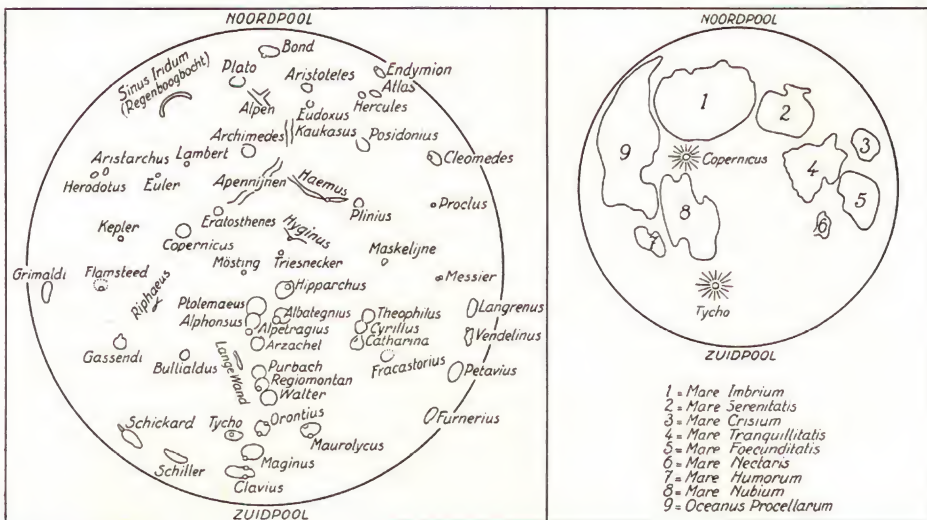 NOORDPOOL
Bond
Plato
Aristoteles
Endymion
Atlas
Hercules
Sinus Iridum
(Regenboogbocht)
Alpen
Eudoxus
Kaukasus
Posidonius
Archimedes
Cleomedes
Aristarchus
Lambert
Herodotus
Euler
Apennijnen
Haemus
Plinius
Proclus
Eratosthenes
Kepler
Copernicus
Hyginus
Maskelijne
Mösting
Triesnecker
Messier
Grimaldi
Flamsteed
Riphaeus
Hipparchus
Ptolemaeus
Albategnius
Theophilus
Langrenus
Alphonsus
Alpetragius
Cyrillus
Vendelinus
Arzachel
Catharina
Gassendi
Bullialdus
Lange Wand
Fracastorius
Purbach
Petavius
Regiomontan
Walter
Schickard
Tycho
Orontius
Furnerius
Maurolycus
Schiller
Maginus
Clavius
ZUIDPOOL
NOORDPOOL
1
2
3
9
Copernicus
4
5
8
6
7
Tycho
ZUIDPOOL
1 = Mare Imbrium
2 = Mare Serenitatis
3 = Mare Crisium
4 = Mare Tranquillitatis
5 = Mare Foecunditatis
6 = Mare Nectaris
7 = Mare Humorum
8 = Mare Nubium
9 = Oceanus Procellarum